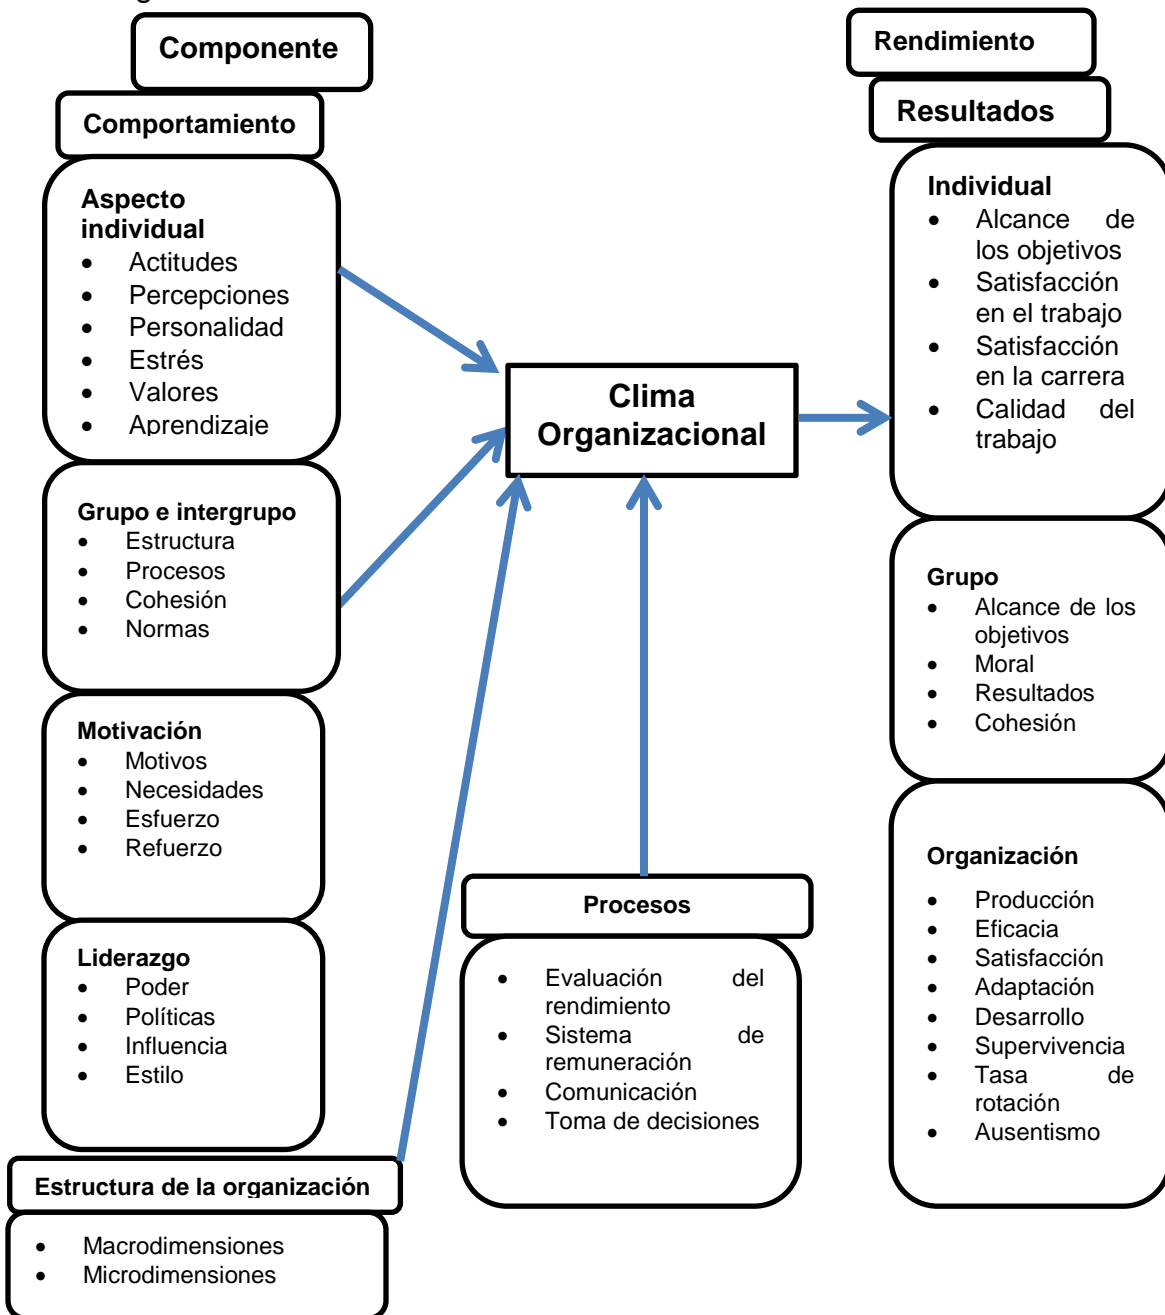 Componente
Comportamiento
Aspecto
individual
• Actitudes
• Percepciones
• Personalidad
• Estrés
• Valores
• Aprendizaje
Grupo e intergrupo
• Estructura
• Procesos
• Cohesión
• Normas
Motivación
• Motivos
• Necesidades
• Esfuerzo
• Refuerzo
Liderazgo
• Poder
• Políticas
• Influencia
• Estilo
Estructura de la organización
• Macrodimensiones
• Microdimensiones
Clima
Organizacional
Procesos
• Evaluación del
rendimiento
• Sistema de
remuneración
• Comunicación
• Toma de decisiones
Rendimiento
Resultados
Individual
• Alcance de
los objetivos
• Satisfacción
en el trabajo
• Satisfacción
en la carrera
• Calidad del
trabajo
Grupo
• Alcance de los
objetivos
• Moral
• Resultados
• Cohesión
Organización
• Producción
• Eficacia
• Satisfacción
• Adaptación
• Desarrollo
• Supervivencia
• Tasa de
rotación
• Ausentismo